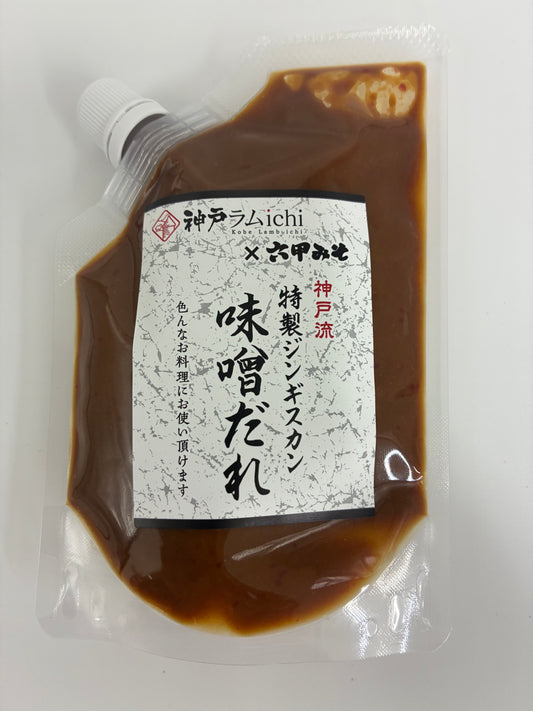 神戸ラムichi
Kobe Lamb ichi
×六甲みそ
神戸流
特製ジンギスカン
味噌だれ
色んなお料理にお使い頂けます